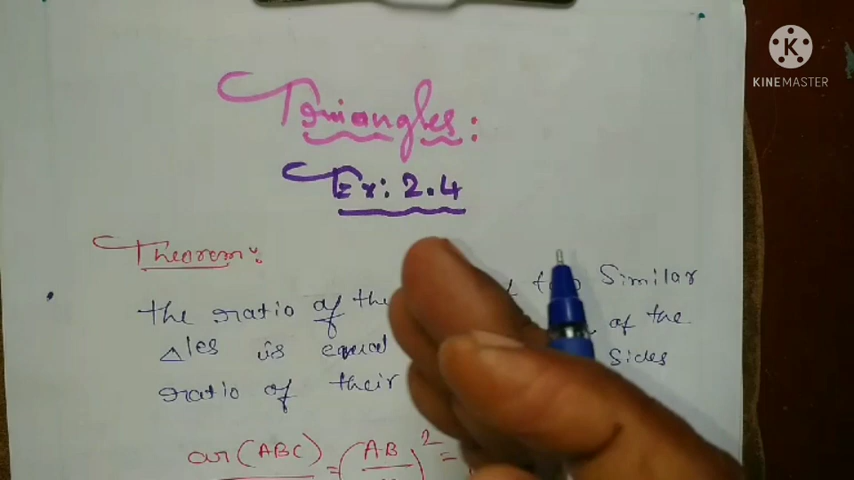 KINEMASTER
Triangles:
Ex: 2.4
Theorem:
the ratio of the Similar
△les is equal of the
ratio of their Sides
ar(ABC) = (AB)² =